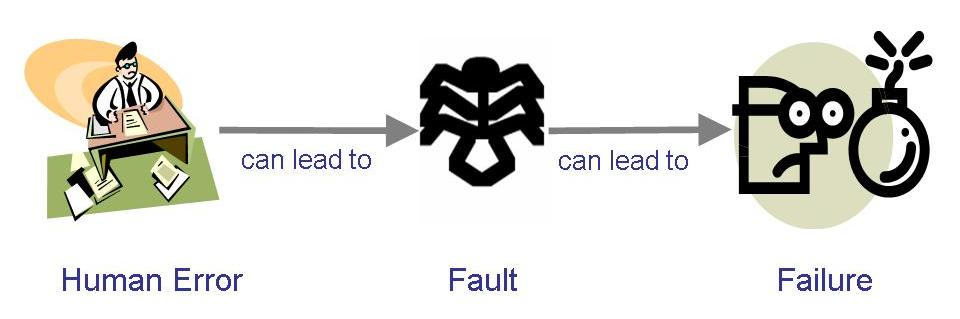 can lead to
can lead to
Human Error
Fault
Failure